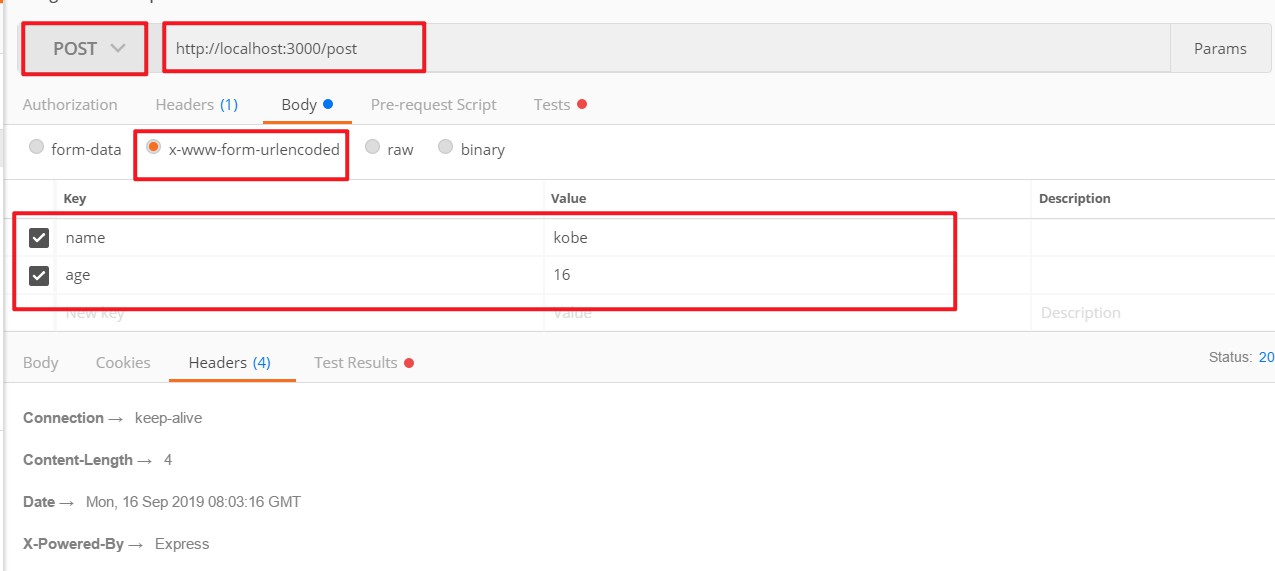 POST http://localhost:3000/post Params
Authorization Headers (1) Body Pre-request Script Tests
form-data x-www-form-urlencoded raw binary
Key Value Description
name kobe
age 16
New key Value Description
Body Cookies Headers (4) Test Results Status: 20
Connection → keep-alive
Content-Length → 4
Date → Mon, 16 Sep 2019 08:03:16 GMT
X-Powered-By → Express